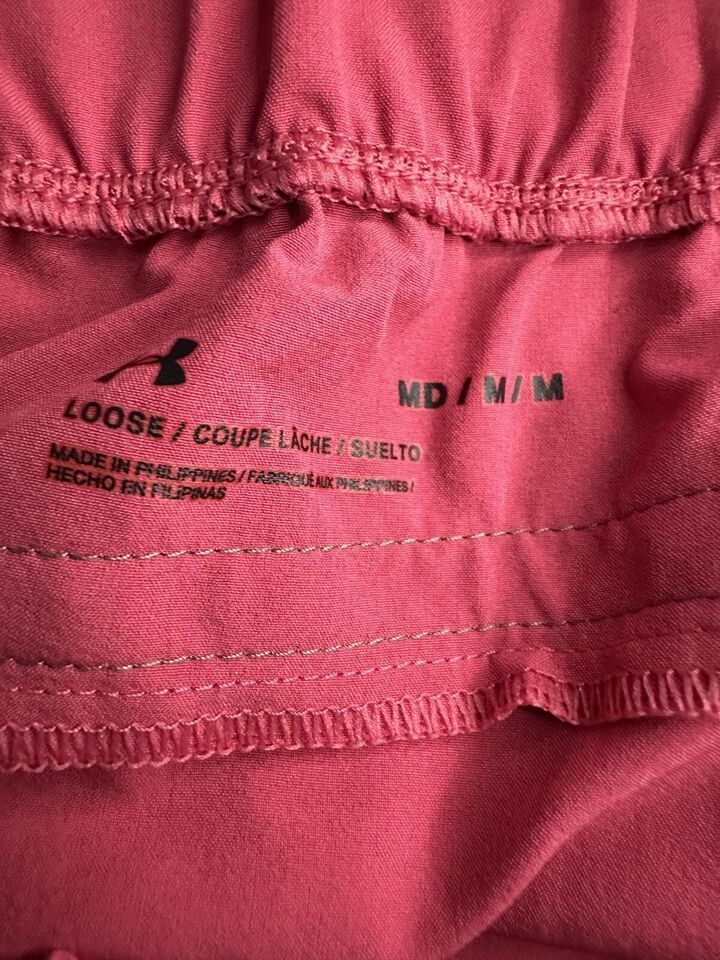 MD / M / M
LOOSE / COUPE LÂCHE / SUELTO
MADE IN PHILIPPINES / FABRIQUÉ AUX PHILIPPINES /
HECHO EN FILIPINAS